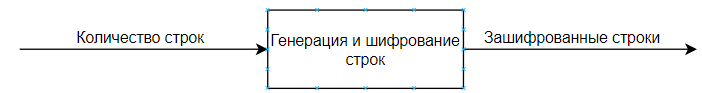 Количество строк
Генерация и шифрование
строк
Зашифрованные строки